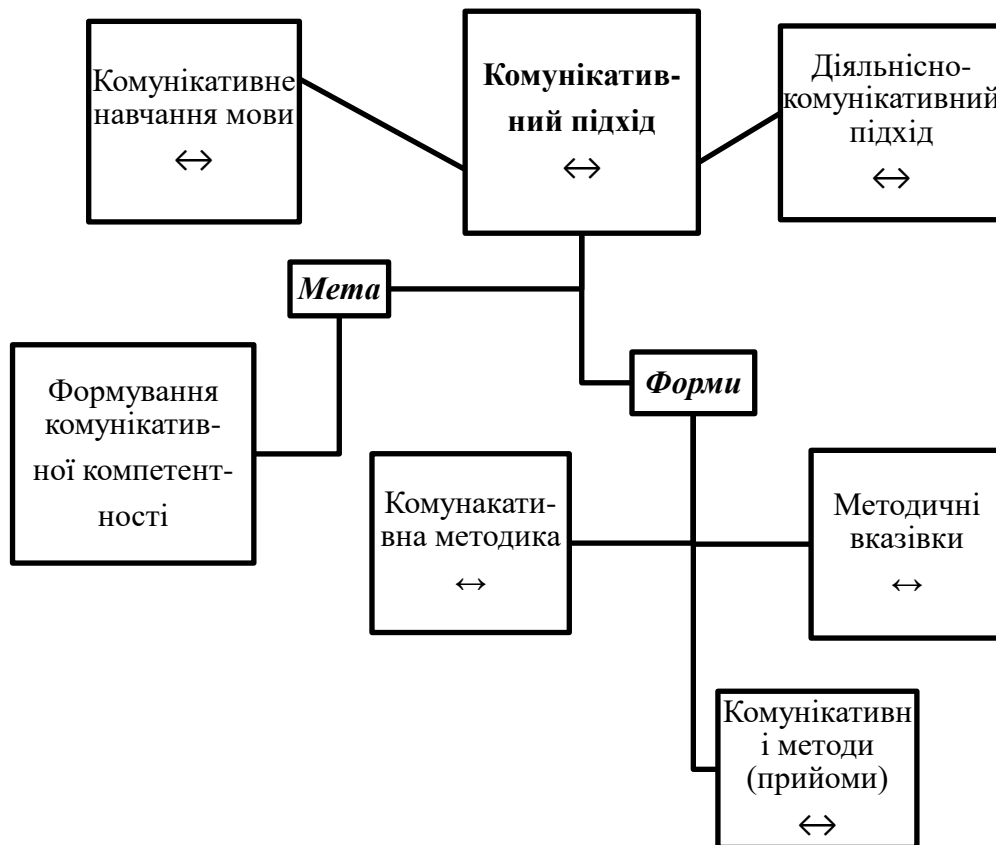 Комунікативне
навчання мови
↔
Комунікатив-
ний підхід
↔
Діяльнісно-
комунікативний
підхід
↔
Мета
Формування
комунікатив-
ної компетент-
ності
Форми
Комунакати-
вна методика
↔
Методичні
вказівки
↔
Комунікативн
і методи
(прийоми)
↔